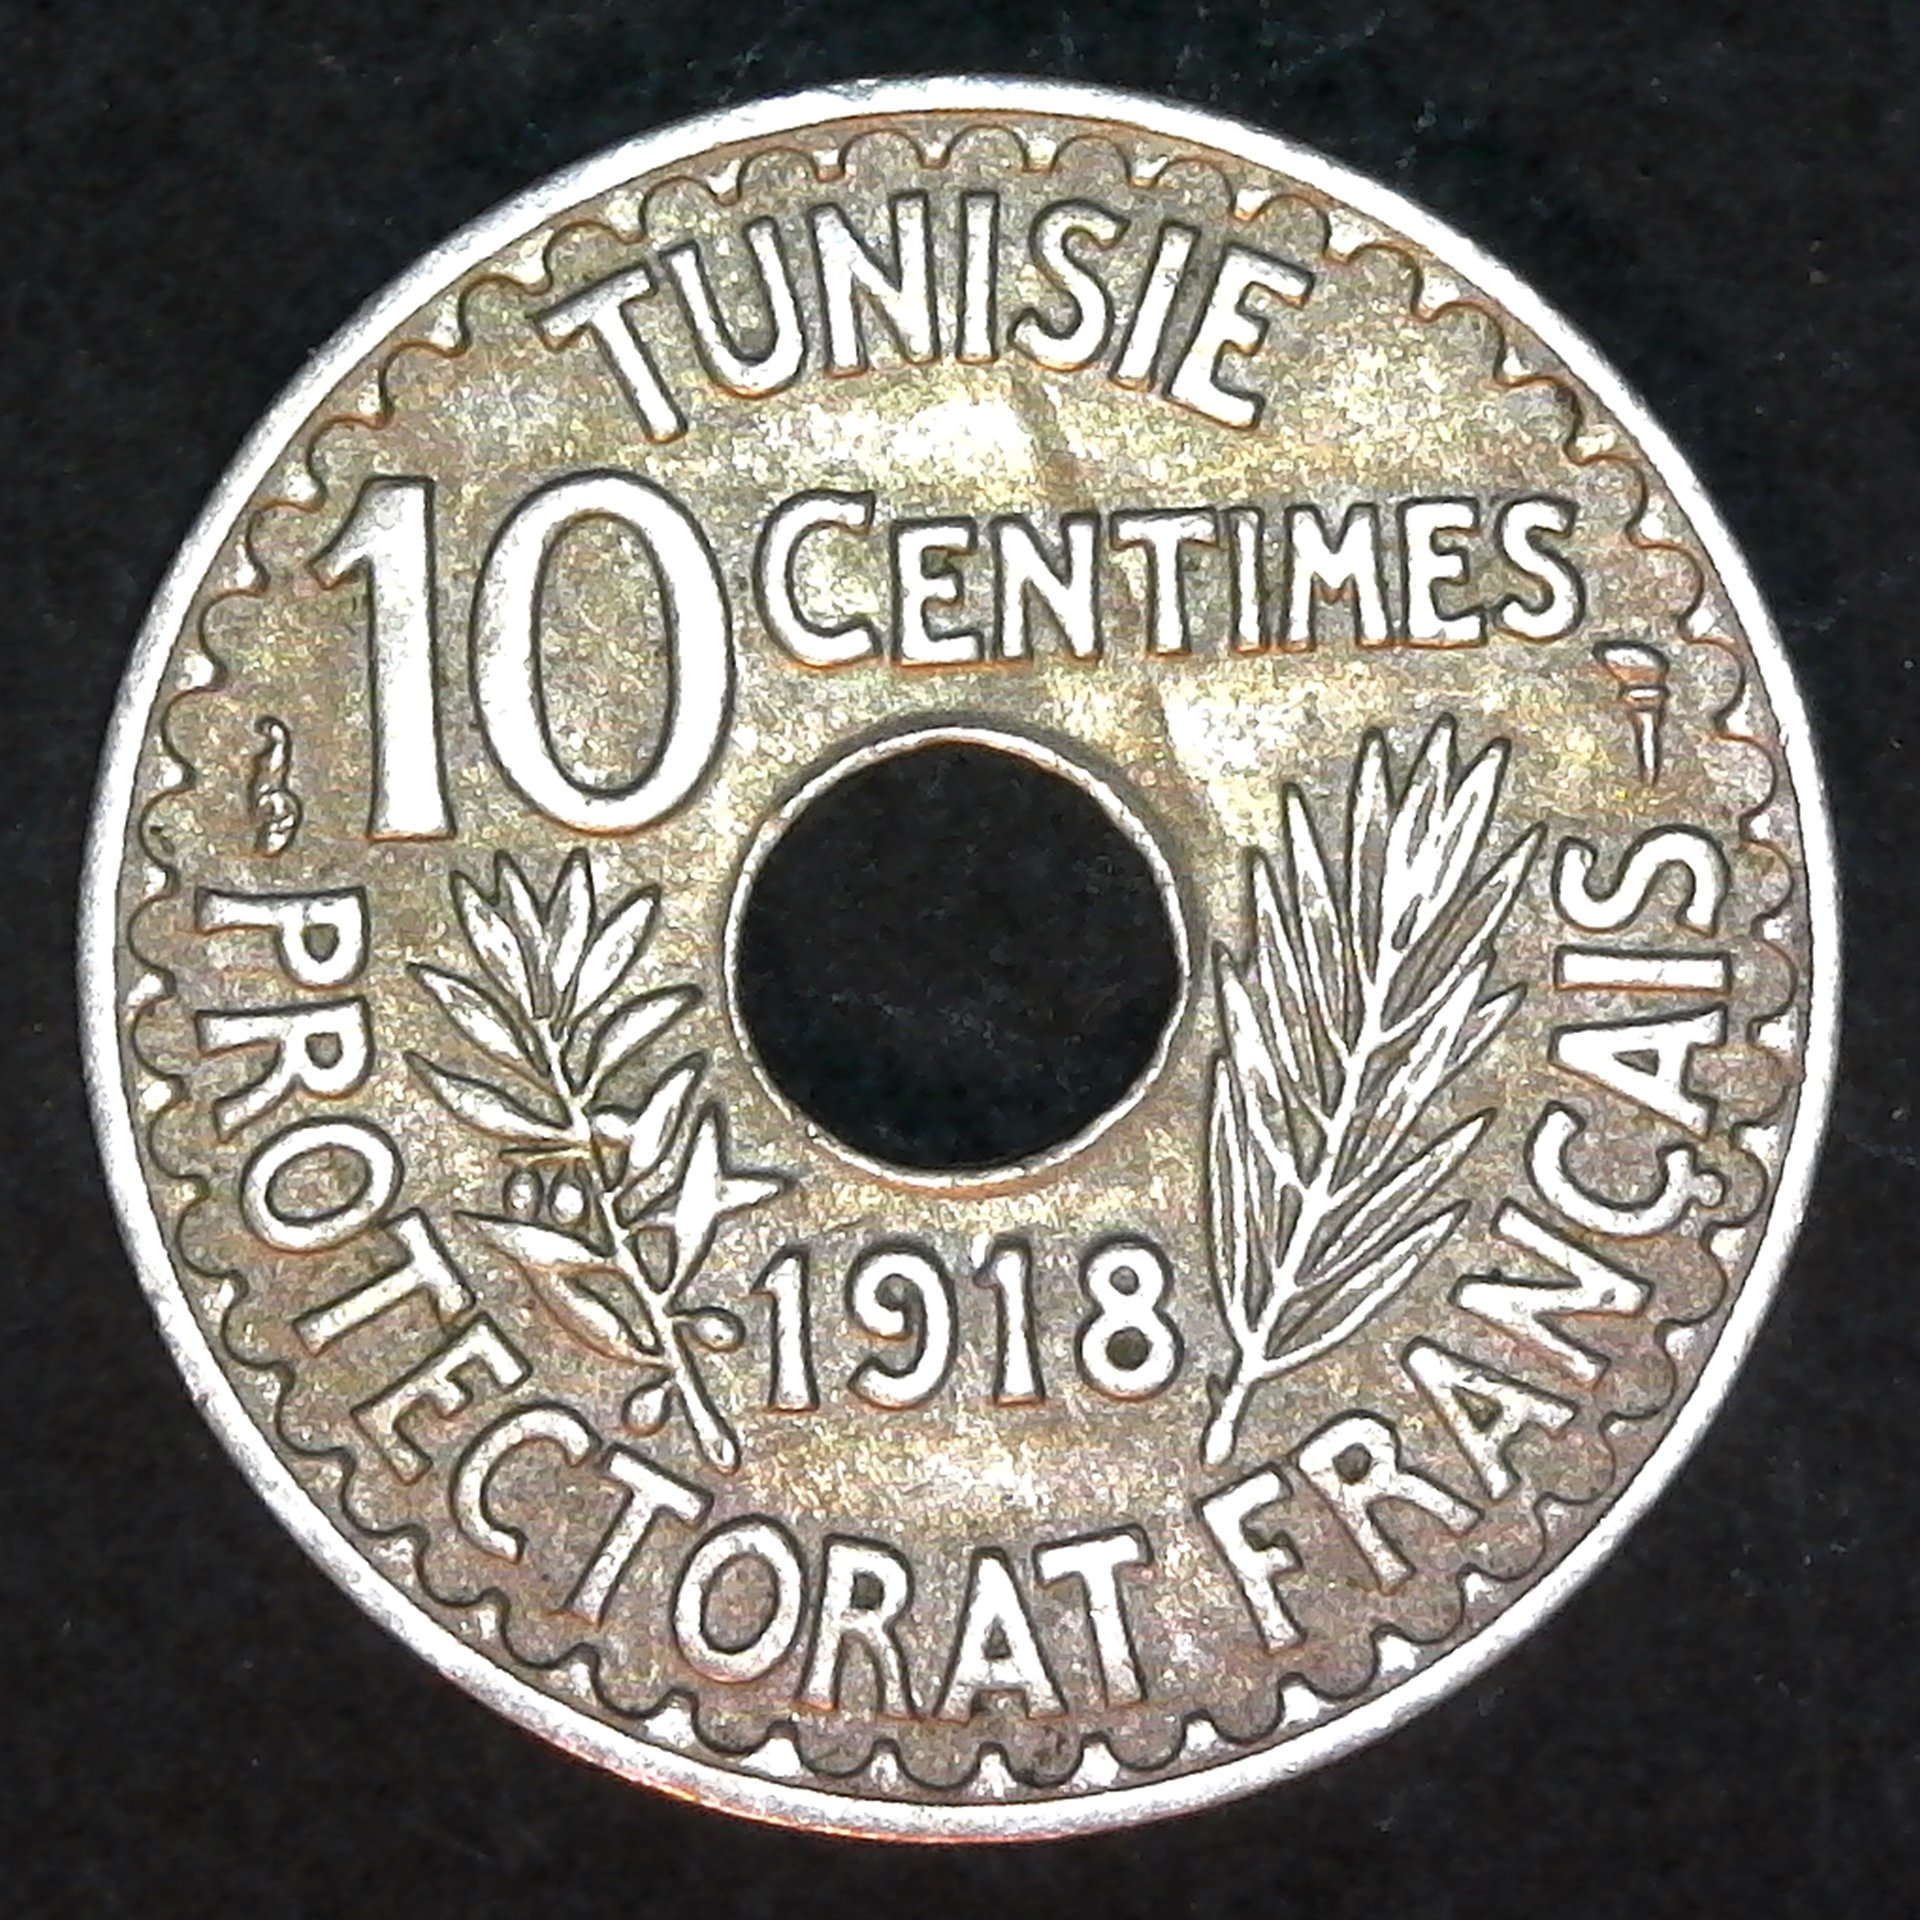 TUNISIE
10 CENTIMES
1918
PROTECTORAT FRANÇAIS